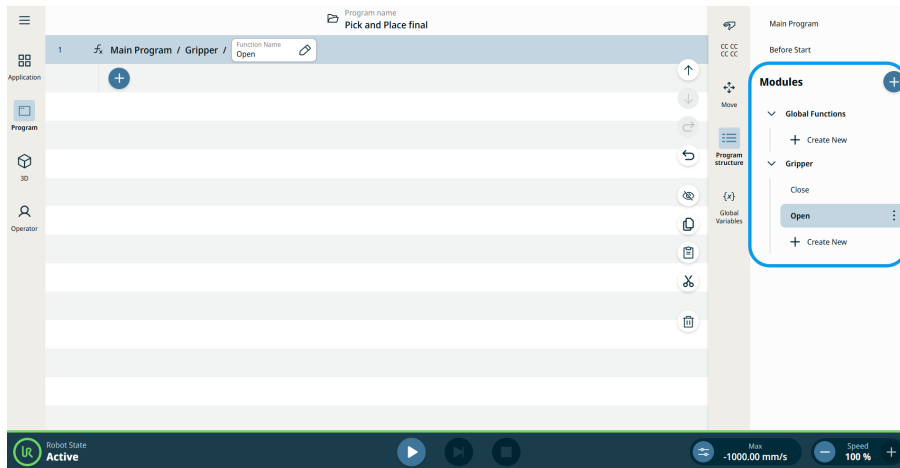 Program name
Pick and Place final
Application
Program
3D
Operator
1 fx Main Program / Gripper / Function Name
Open
CC CC
CC CC
Move
Program
structure
{x}
Global
Variables
Main Program
Before Start
Modules
Global Functions
Create New
Gripper
Close
Open
Create New
UR
Robot State
Active
Max
-1000.00 mm/s
Speed
100 %